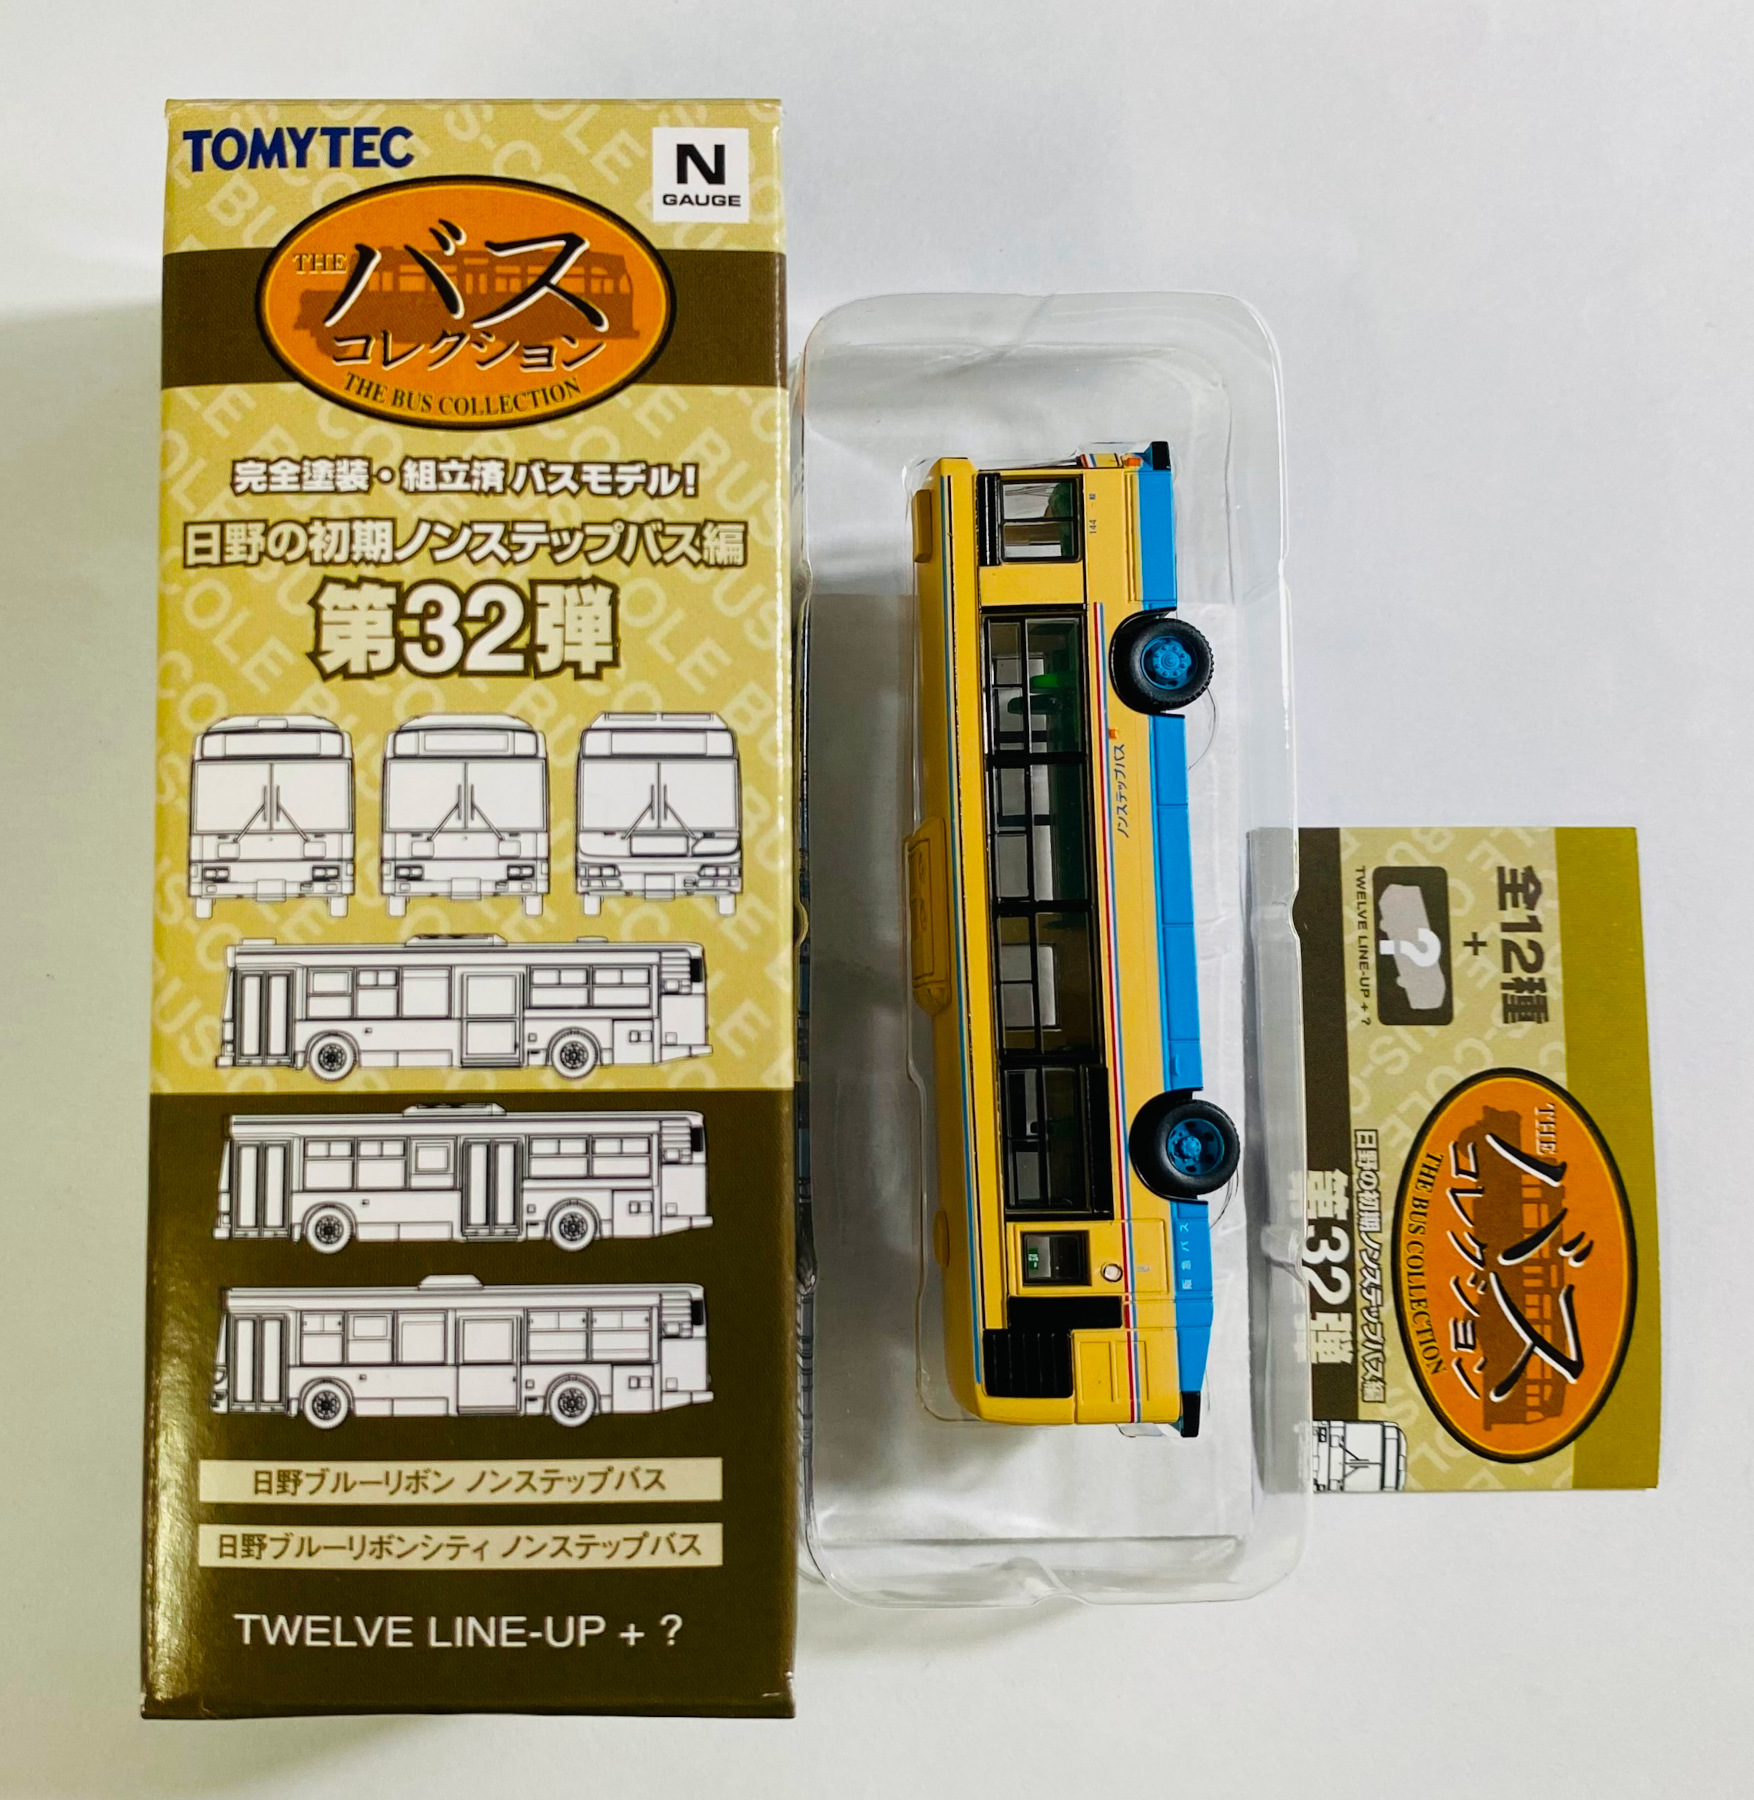 TOMYTEC
N
GAUGE
THE
バス
コレクション
THE BUS COLLECTION
完全塗装・組立済バスモデル!
日野の初期ノンステップバス編
第32弾
日野ブルーリボン ノンステップバス
日野ブルーリボンシティ ノンステップバス
TWELVE LINE-UP + ?
144
ノンステップバス
阪急バス
全12種
+
?
TWELVE LINE-UP + ?
THE
バス
コレクション
THE BUS COLLECTION
日野の初期ノンステップバス編
第32弾